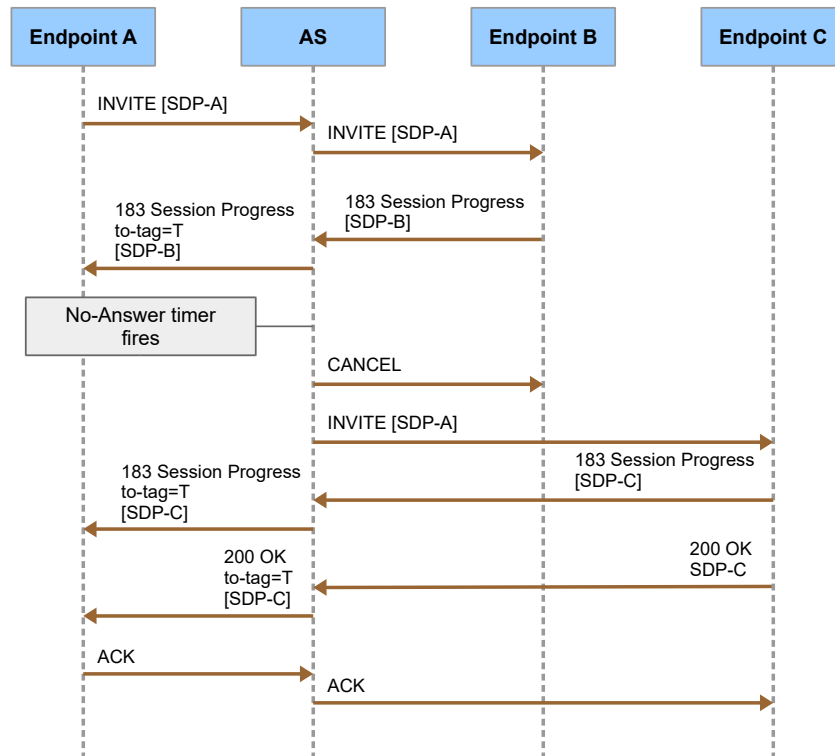 Endpoint A
AS
Endpoint B
Endpoint C
INVITE [SDP-A]
INVITE [SDP-A]
183 Session Progress
to-tag=T
[SDP-B]
183 Session Progress
[SDP-B]
No-Answer timer
fires
CANCEL
INVITE [SDP-A]
183 Session Progress
to-tag=T
[SDP-C]
183 Session Progress
[SDP-C]
200 OK
to-tag=T
[SDP-C]
200 OK
SDP-C
ACK
ACK